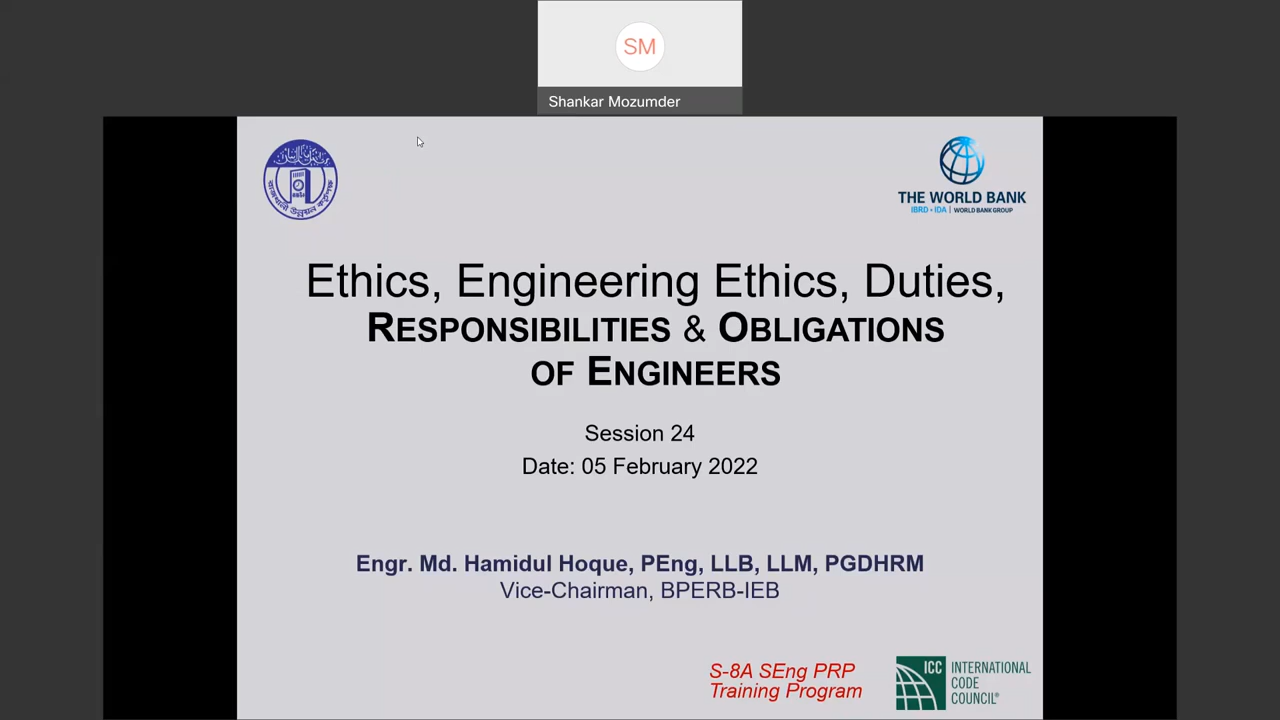 SM
Shankar Mozumder
THE WORLD BANK
IBRD • IDA | WORLD BANK GROUP
Ethics, Engineering Ethics, Duties,
RESPONSIBILITIES & OBLIGATIONS
OF ENGINEERS
Session 24
Date: 05 February 2022
Engr. Md. Hamidul Hoque, PEng, LLB, LLM, PGDHRM
Vice-Chairman, BPERB-IEB
S-8A SEng PRP
Training Program
ICC
INTERNATIONAL
CODE
COUNCIL®